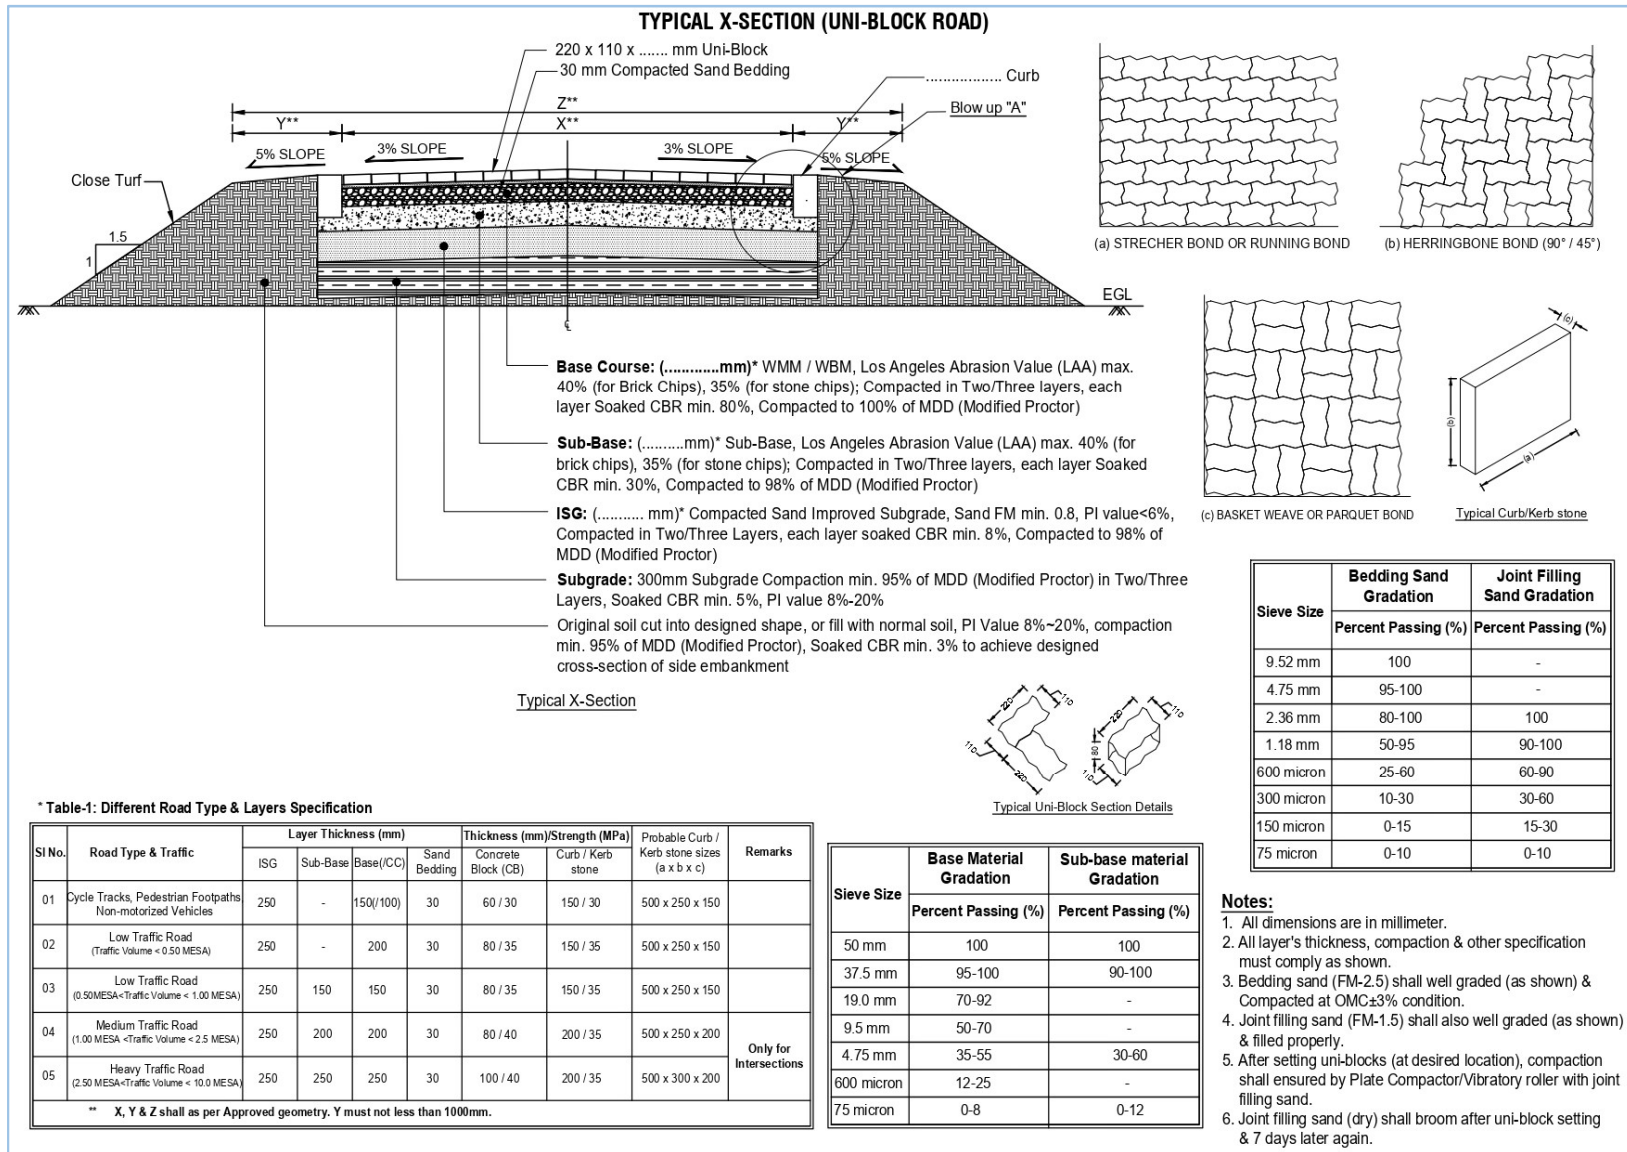 TYPICAL X-SECTION (UNI-BLOCK ROAD)
220 x 110 x ....... mm Uni-Block
30 mm Compacted Sand Bedding
.................. Curb
Blow up "A"
Z**
Y**
X**
Y**
5% SLOPE
3% SLOPE
3% SLOPE
5% SLOPE
Close Turf
1.5
1
EGL
℄
Base Course: (.............mm)* WMM / WBM, Los Angeles Abrasion Value (LAA) max.
40% (for Brick Chips), 35% (for stone chips); Compacted in Two/Three layers, each
layer Soaked CBR min. 80%, Compacted to 100% of MDD (Modified Proctor)
Sub-Base: (..........mm)* Sub-Base, Los Angeles Abrasion Value (LAA) max. 40% (for
brick chips), 35% (for stone chips); Compacted in Two/Three layers, each layer Soaked
CBR min. 30%, Compacted to 98% of MDD (Modified Proctor)
ISG: (........... mm)* Compacted Sand Improved Subgrade, Sand FM min. 0.8, PI value<6%,
Compacted in Two/Three Layers, each layer soaked CBR min. 8%, Compacted to 98% of
MDD (Modified Proctor)
Subgrade: 300mm Subgrade Compaction min. 95% of MDD (Modified Proctor) in Two/Three
Layers, Soaked CBR min. 5%, PI value 8%-20%
Original soil cut into designed shape, or fill with normal soil, PI Value 8%~20%, compaction
min. 95% of MDD (Modified Proctor), Soaked CBR min. 3% to achieve designed
cross-section of side embankment
Typical X-Section
(a) STRECHER BOND OR RUNNING BOND
(b) HERRINGBONE BOND (90° / 45°)
(c) BASKET WEAVE OR PARQUET BOND
(c)
(b)
(a)
Typical Curb/Kerb stone
220
110
110
220
220
110
80
110
Typical Uni-Block Section Details
* Table-1: Different Road Type & Layers Specification
Sl No. Road Type & Traffic Layer Thickness (mm) Thickness (mm)/Strength (MPa) Probable Curb / Kerb stone sizes (a x b x c) Remarks
ISG Sub-Base Base(/CC) Sand Bedding Concrete Block (CB) Curb / Kerb stone
01 Cycle Tracks, Pedestrian Footpaths, Non-motorized Vehicles 250 - 150(/100) 30 60 / 30 150 / 30 500 x 250 x 150
02 Low Traffic Road (Traffic Volume < 0.50 MESA) 250 - 200 30 80 / 35 150 / 35 500 x 250 x 150
03 Low Traffic Road (0.50MESA<Traffic Volume < 1.00 MESA) 250 150 150 30 80 / 35 150 / 35 500 x 250 x 150
04 Medium Traffic Road (1.00 MESA <Traffic Volume < 2.5 MESA) 250 200 200 30 80 / 40 200 / 35 500 x 250 x 200
Only for Intersections
05 Heavy Traffic Road (2.50 MESA<Traffic Volume < 10.0 MESA) 250 250 250 30 100 / 40 200 / 35 500 x 300 x 200
** X, Y & Z shall as per Approved geometry. Y must not less than 1000mm.
Sieve Size Base Material Gradation Sub-base material Gradation
Percent Passing (%) Percent Passing (%)
50 mm 100 100
37.5 mm 95-100 90-100
19.0 mm 70-92 -
9.5 mm 50-70 -
4.75 mm 35-55 30-60
600 micron 12-25 -
75 micron 0-8 0-12
Sieve Size Bedding Sand Gradation Joint Filling Sand Gradation
Percent Passing (%) Percent Passing (%)
9.52 mm 100 -
4.75 mm 95-100 -
2.36 mm 80-100 100
1.18 mm 50-95 90-100
600 micron 25-60 60-90
300 micron 10-30 30-60
150 micron 0-15 15-30
75 micron 0-10 0-10
Notes:
1. All dimensions are in millimeter.
2. All layer's thickness, compaction & other specification
must comply as shown.
3. Bedding sand (FM-2.5) shall well graded (as shown) &
Compacted at OMC±3% condition.
4. Joint filling sand (FM-1.5) shall also well graded (as shown)
& filled properly.
5. After setting uni-blocks (at desired location), compaction
shall ensured by Plate Compactor/Vibratory roller with joint
filling sand.
6. Joint filling sand (dry) shall broom after uni-block setting
& 7 days later again.